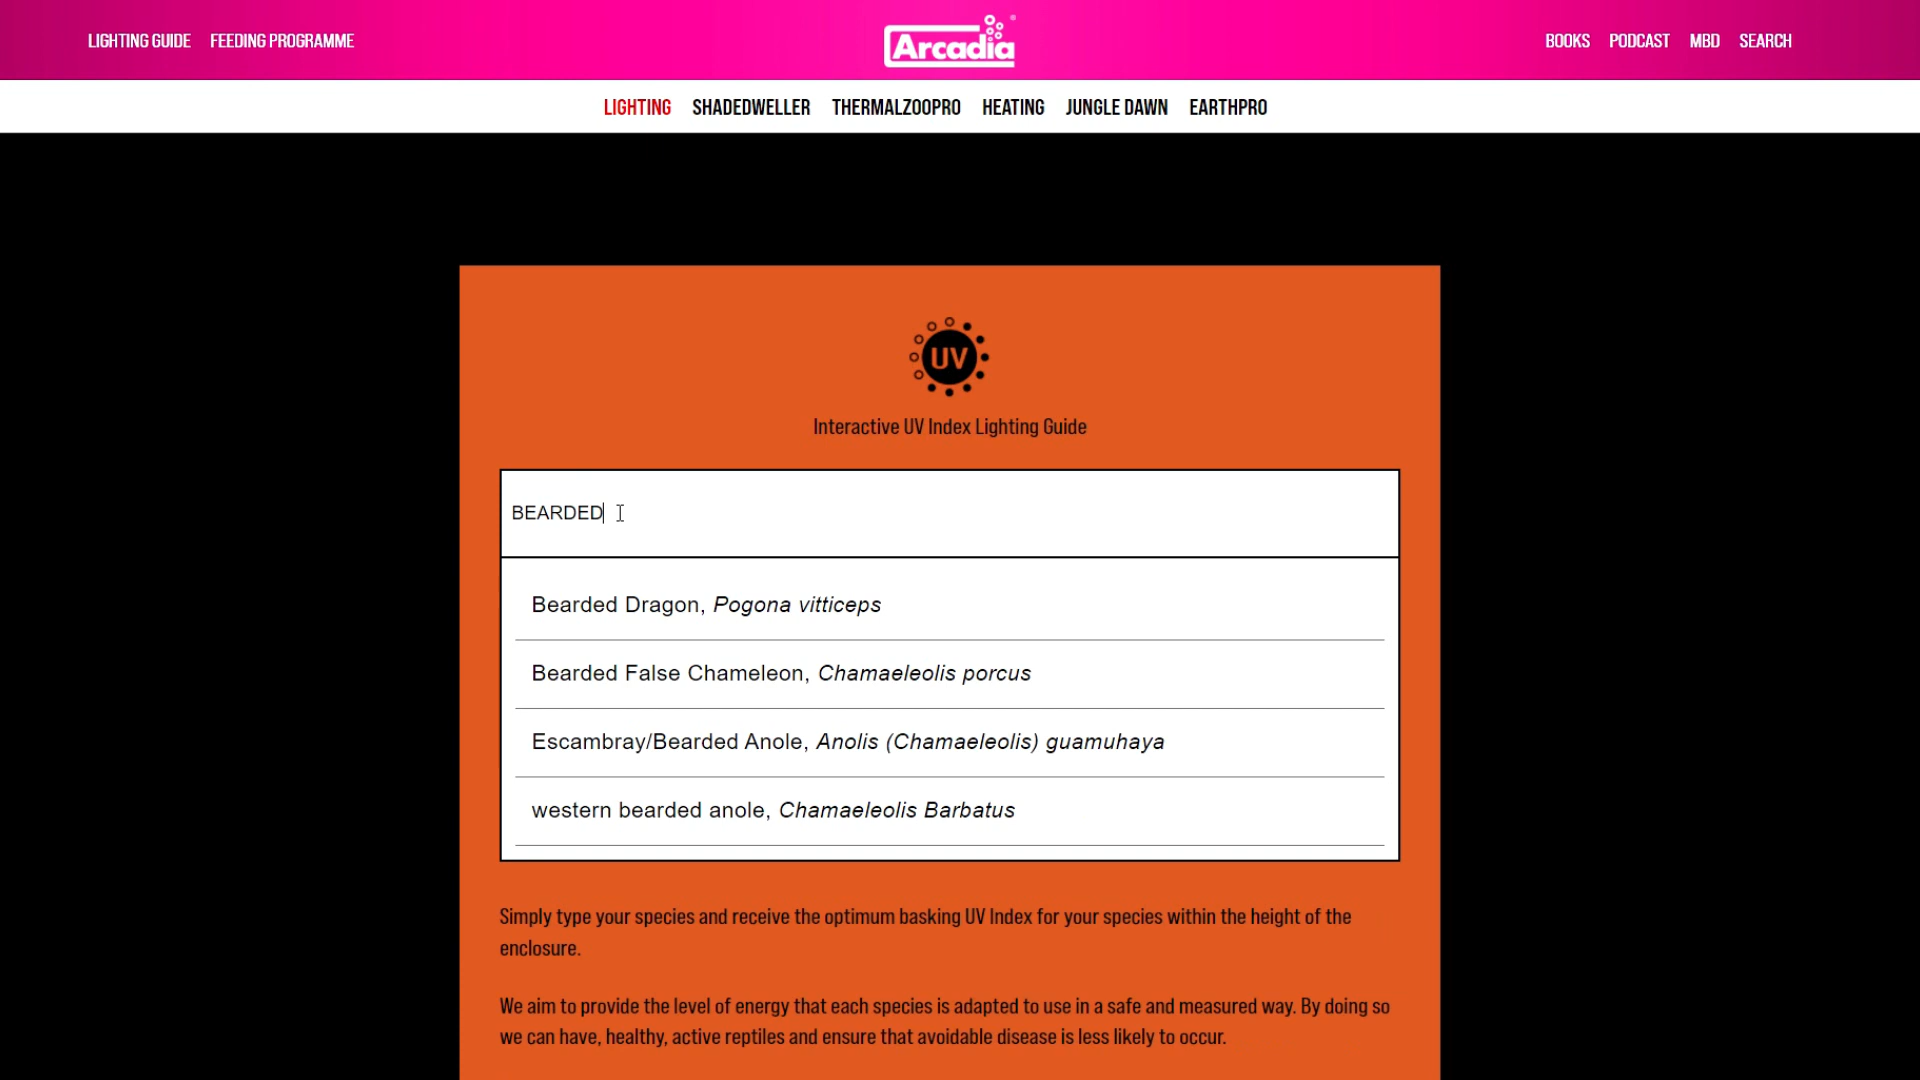 LIGHTING GUIDE FEEDING PROGRAMME
Arcadia
BOOKS PODCAST MBD SEARCH
LIGHTING SHADEDWELLER THERMALZOOPRO HEATING JUNGLE DAWN EARTHPRO
UV
Interactive UV Index Lighting Guide
BEARDED
Bearded Dragon, Pogona vitticeps
Bearded False Chameleon, Chamaeleolis porcus
Escambray/Bearded Anole, Anolis (Chamaeleolis) guamuhaya
western bearded anole, Chamaeleolis Barbatus
Simply type your species and receive the optimum basking UV Index for your species within the height of the
enclosure.
We aim to provide the level of energy that each species is adapted to use in a safe and measured way. By doing so
we can have, healthy, active reptiles and ensure that avoidable disease is less likely to occur.